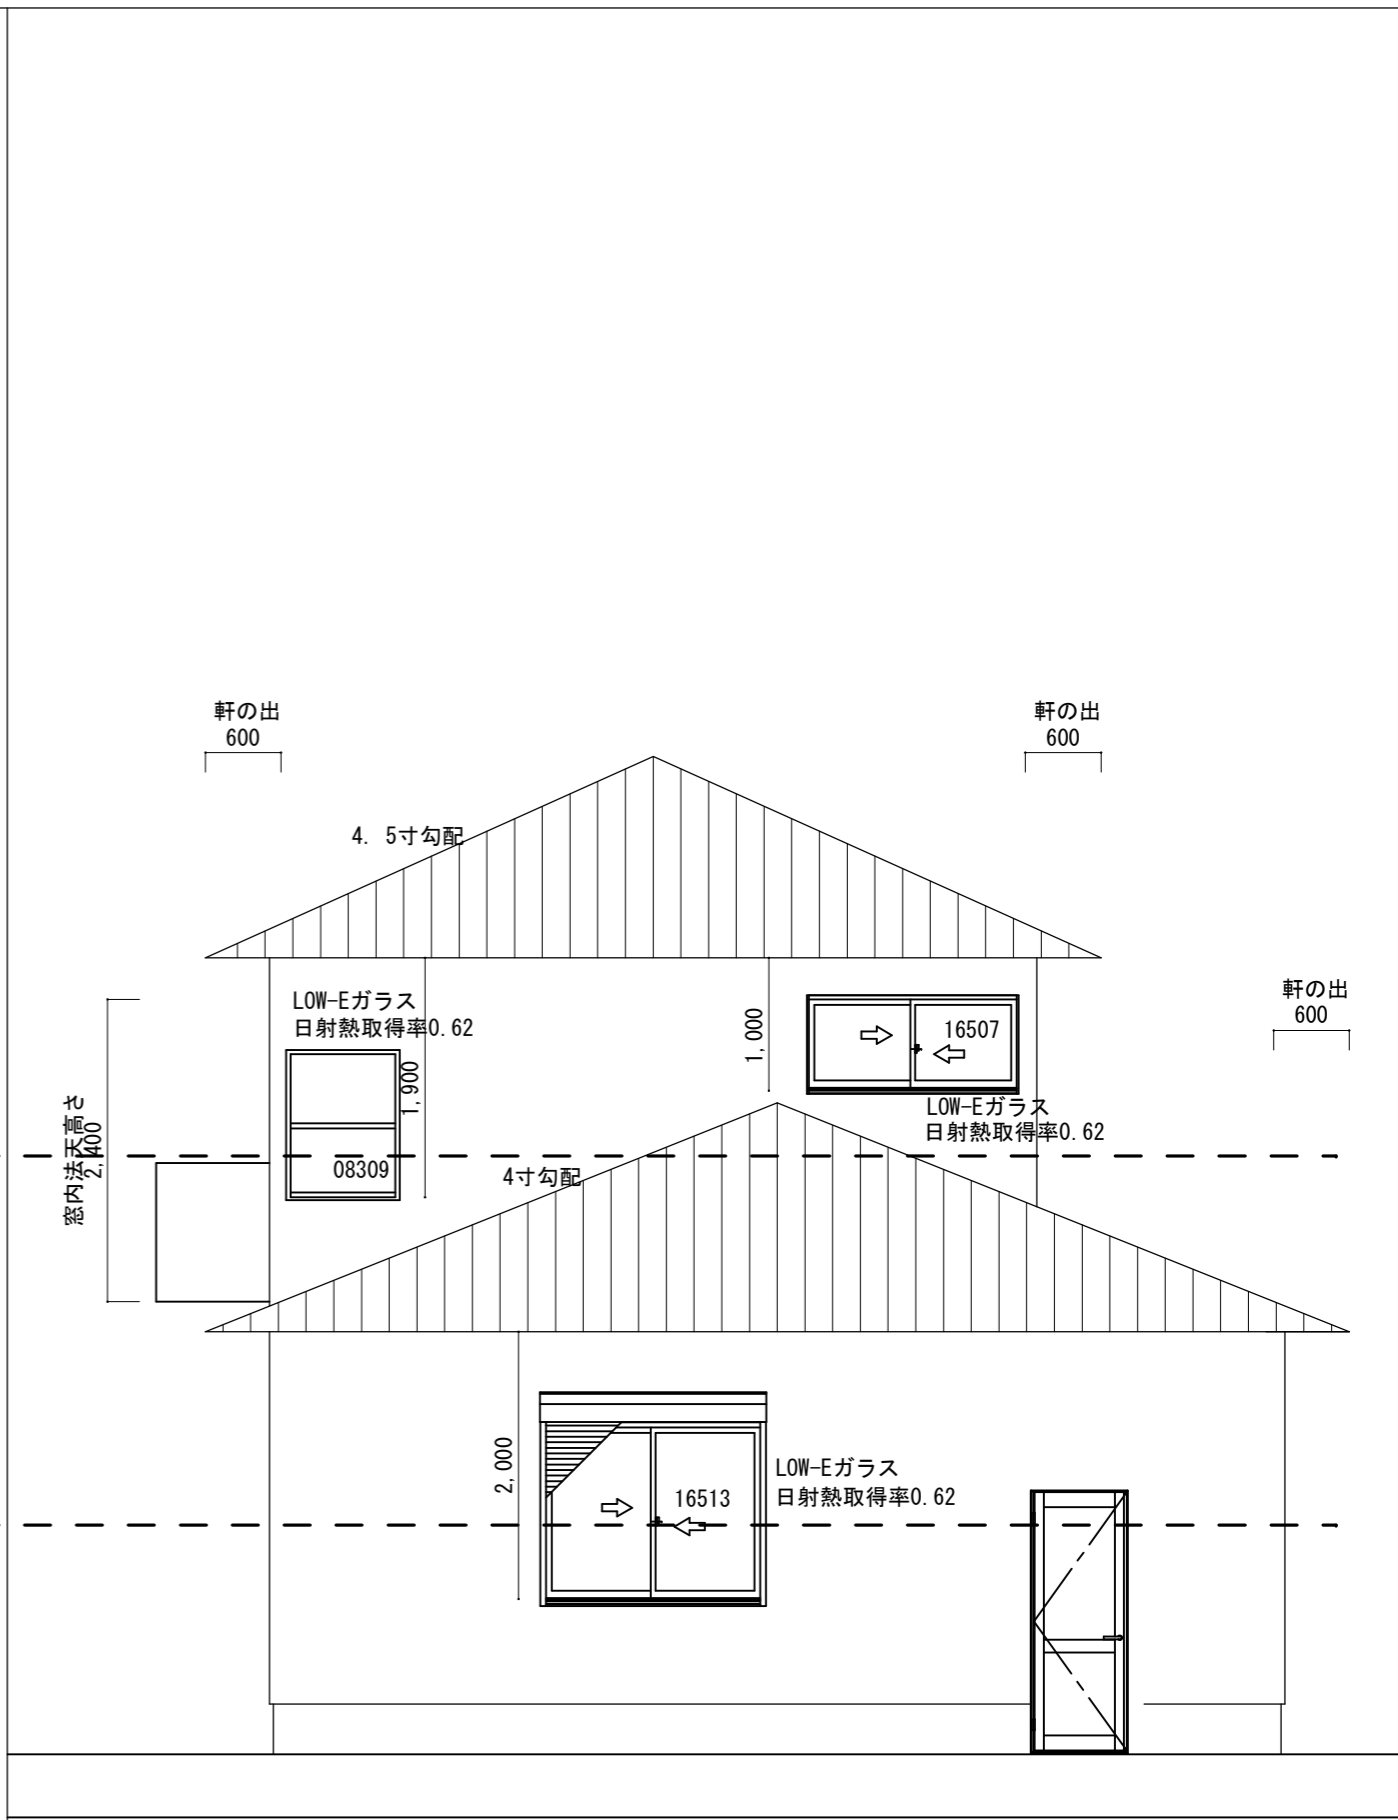 軒の出
600
軒の出
600
4. 5寸勾配
軒の出
600
LOW-Eガラス
日射熱取得率0.62
1,900
1,000
16507
LOW-Eガラス
日射熱取得率0.62
窓内法天高さ
2,400
08309
4寸勾配
2,000
16513
LOW-Eガラス
日射熱取得率0.62